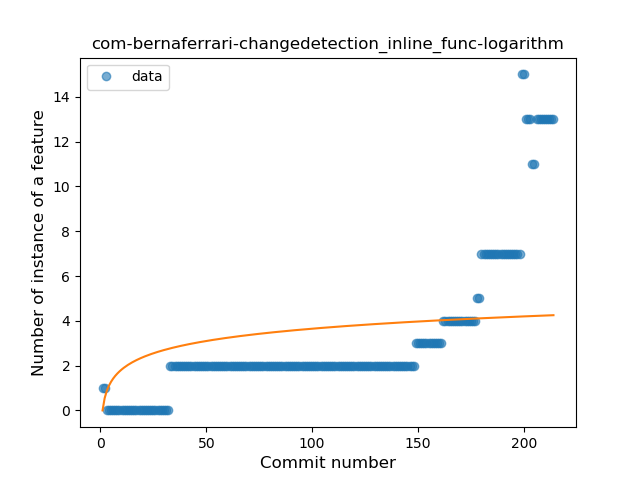 com-bernaferrari-changedetection_inline_func-logarithm
data
Number of instance of a feature
14
12
10
8
6
4
2
0
0 50 100 150 200
Commit number